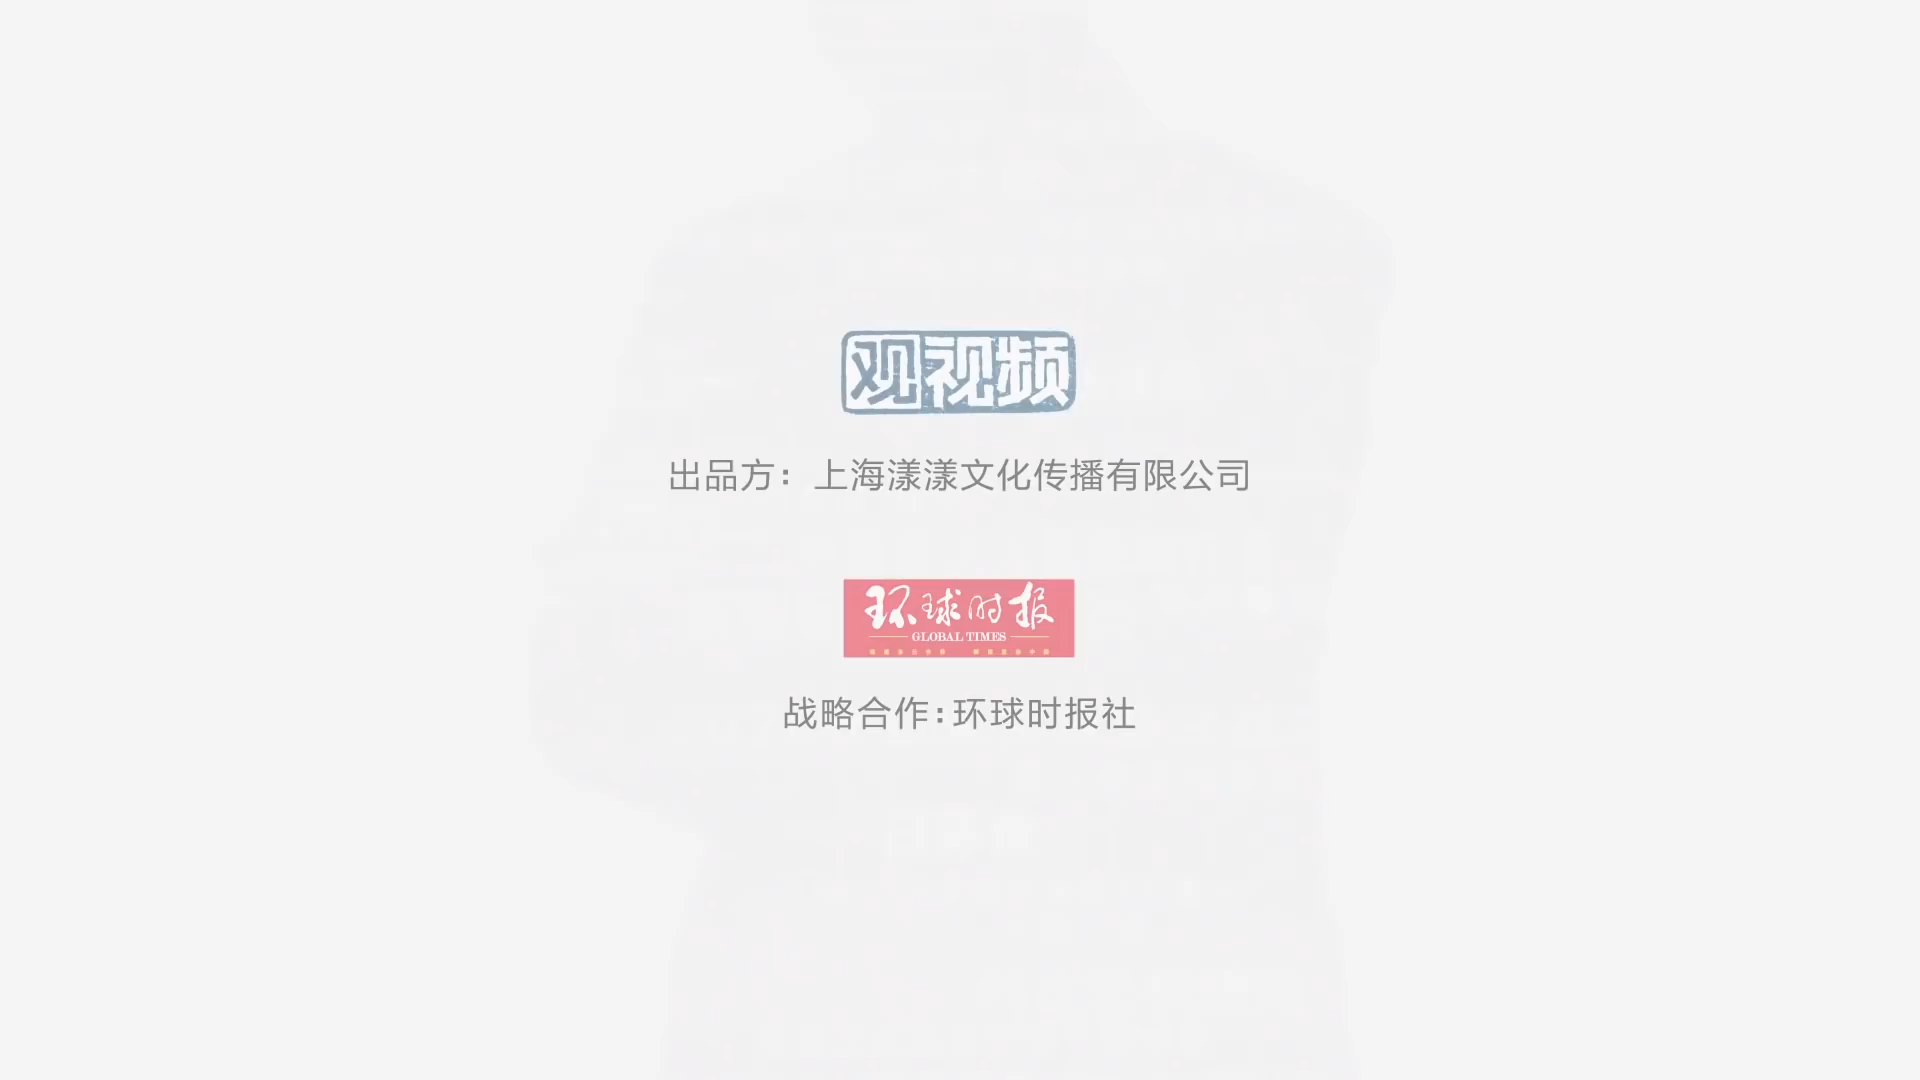 观视频
出品方：上海漾漾文化传播有限公司
环球时报
GLOBAL TIMES
战略合作:环球时报社